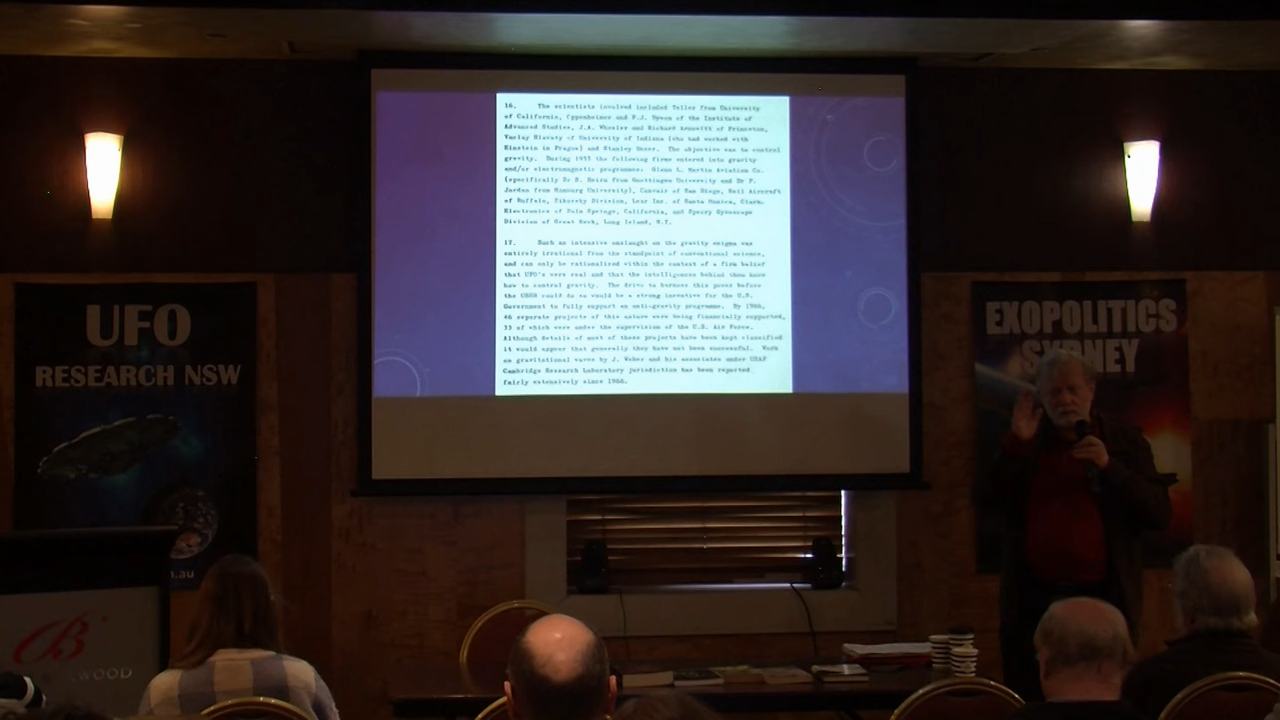 16. The scientists involved included Teller from University
of California, Oppenheimer and F.J. Dyson of the Institute of
Advanced Studies, J.A. Wheeler and Richard Arnowitt of Princeton,
Vaclav Hlavaty of University of Indiana (who had worked with
Einstein in Prague) and Stanley Deser. The objective was to control
gravity. During 1955 the following firms entered into gravity
and/or electromagnetic programmes: Glenn L. Martin Aviation Co.
(specifically Dr B. Heim from Goettingen University and Dr P.
Jordan from Hamburg University), Convair of San Diego, Bell Aircraft
of Buffalo, Sikorsky Division, Lear Inc. of Santa Monica, Clark
Electronics of Palm Springs, California, and Sperry Gyroscope
Division of Great Neck, Long Island, N.Y.
17. Such an intensive onslaught on the gravity enigma was
entirely irrational from the standpoint of conventional science,
and can only be rationalized within the context of a firm belief
that UFO's were real and that the intelligences behind them knew
how to control gravity. The drive to harness this power before
the USSR could do so would be a strong incentive for the U.S.
Government to fully support an anti-gravity programme. By 1966,
46 separate projects of this nature were being financially supported,
33 of which were under the supervision of the U.S. Air Force.
Although details of most of these projects have been kept classified
it would appear that generally they have not been successful. Work
on gravitational waves by J. Weber and his associates under USAF
Cambridge Research Laboratory jurisdiction has been reported
fairly extensively since 1966.
UFO
RESEARCH NSW
EXOPOLITICS
SYDNEY
.au
B
WOOD